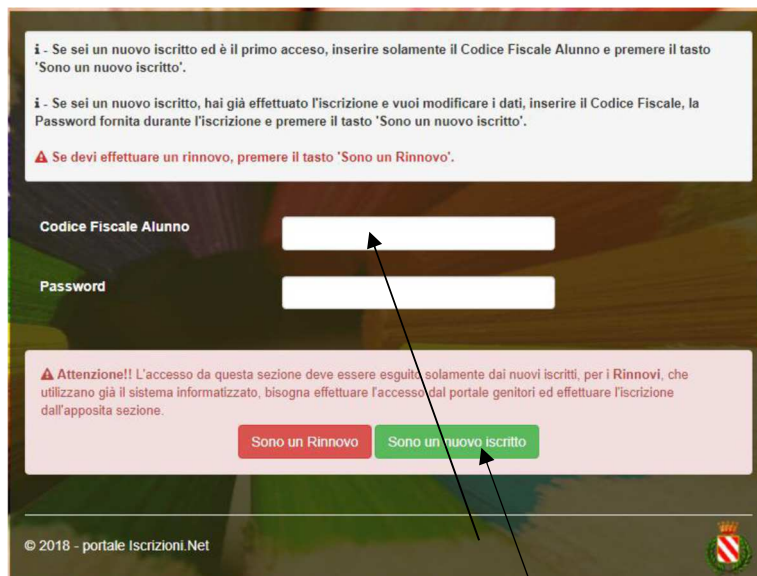 i - Se sei un nuovo iscritto ed è il primo accesso, inserire solamente il Codice Fiscale Alunno e premere il tasto
'Sono un nuovo iscritto'.
i - Se sei un nuovo iscritto, hai già effettuato l'iscrizione e vuoi modificare i dati, inserire il Codice Fiscale, la
Password fornita durante l'iscrizione e premere il tasto 'Sono un nuovo iscritto'.
Se devi effettuare un rinnovo, premere il tasto 'Sono un Rinnovo'.
Codice Fiscale Alunno
Password
Attenzione!! L'accesso da questa sezione deve essere esguito solamente dai nuovi iscritti, per i Rinnovi, che
utilizzano già il sistema informatizzato, bisogna effettuare l'accesso dal portale genitori ed effettuare l'iscrizione
dall'apposita sezione.
Sono un Rinnovo Sono un nuovo iscritto
© 2018 - portale Iscrizioni.Net